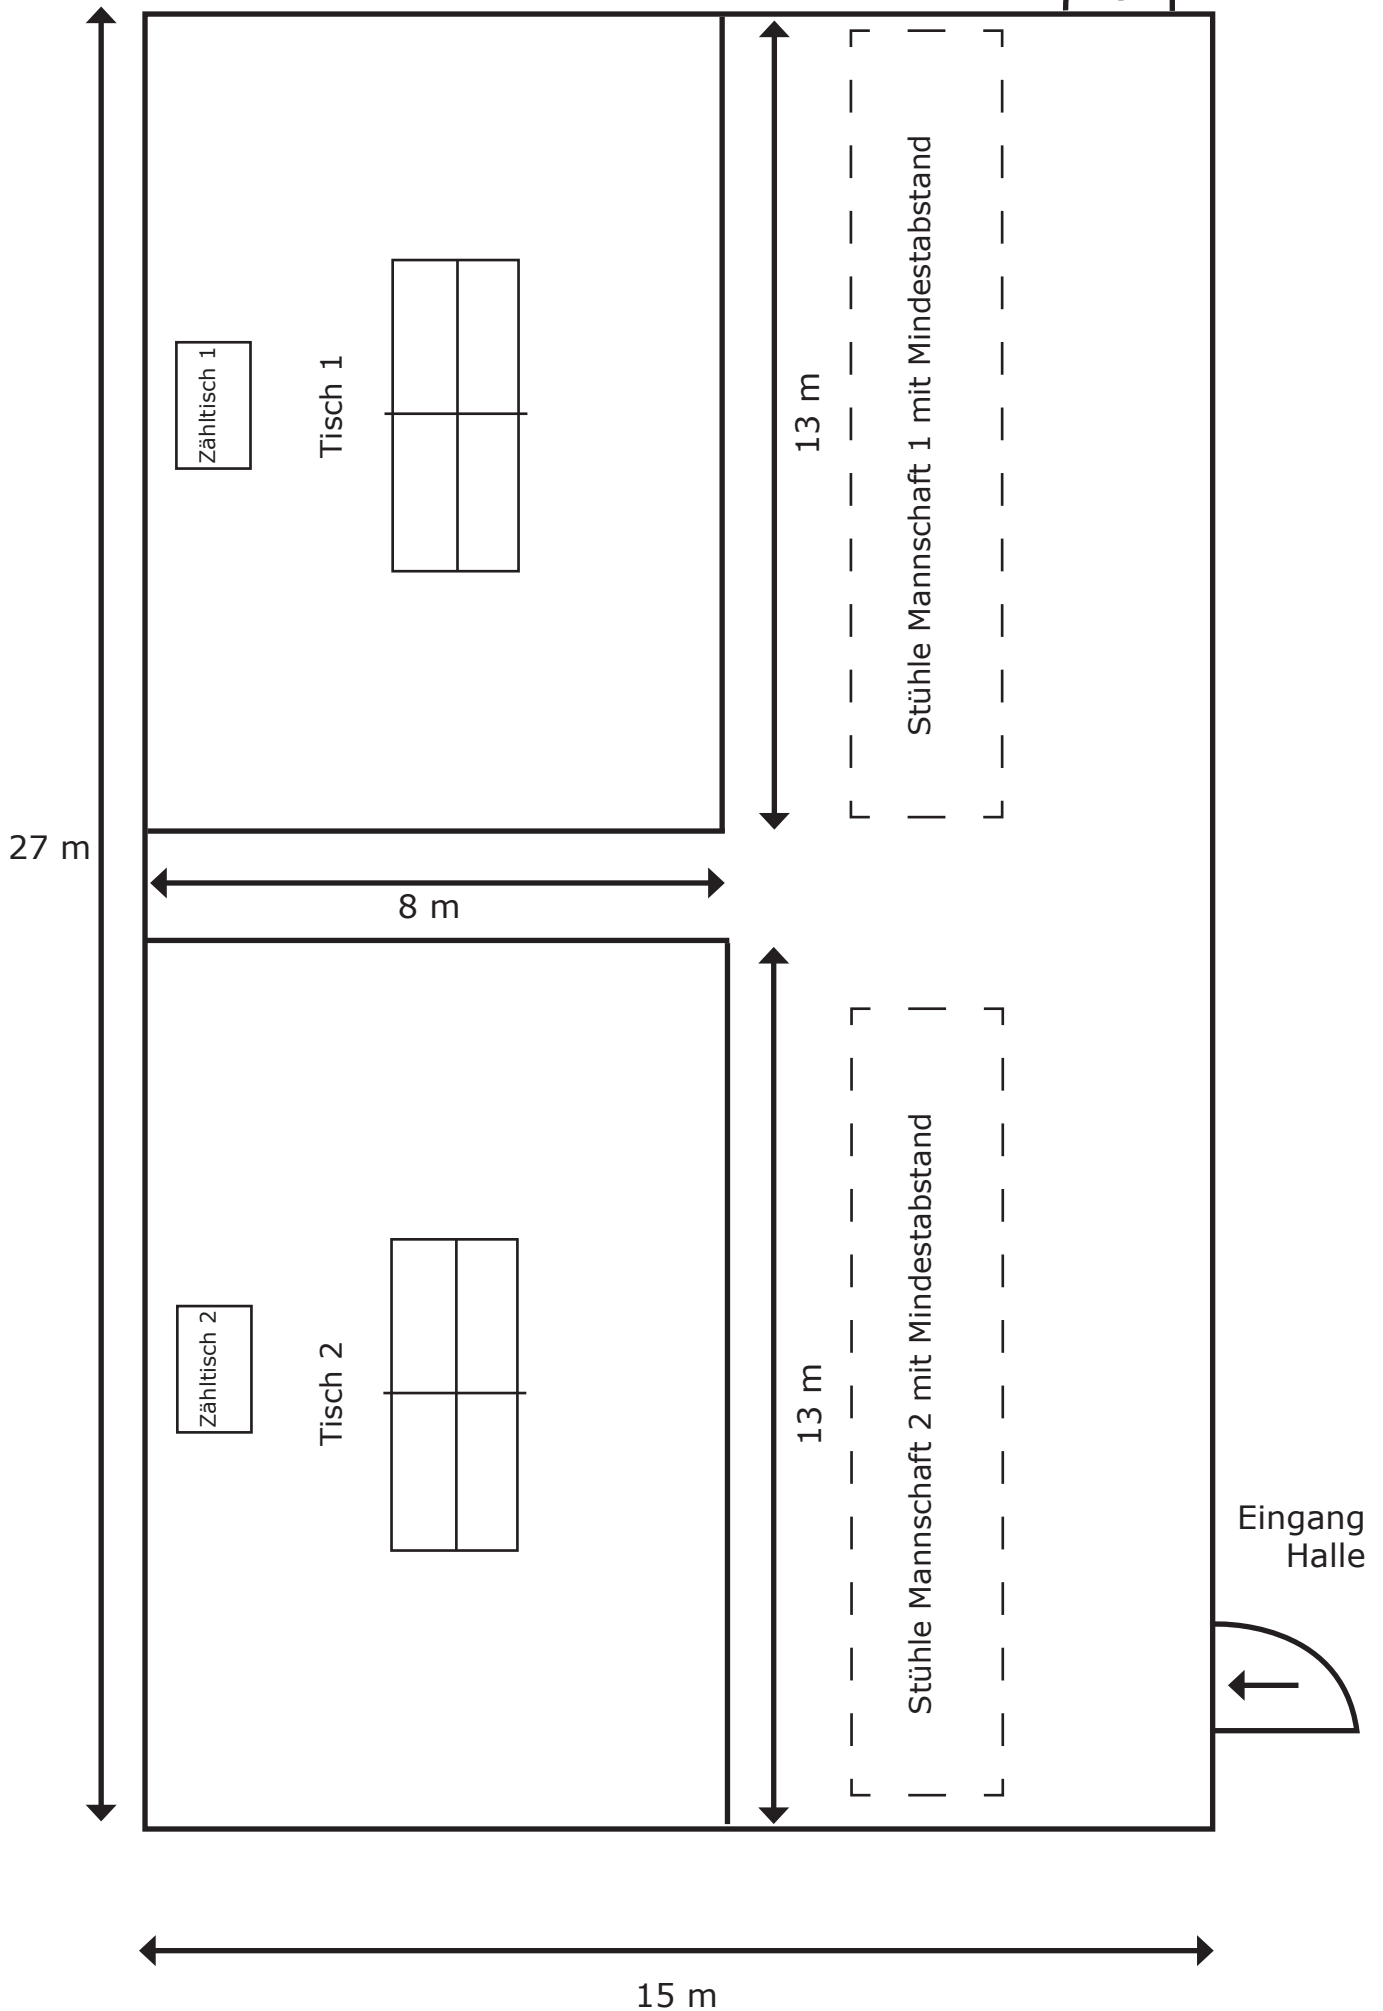 Zähltisch 1
Tisch 1
13 m
Stühle Mannschaft 1 mit Mindestabstand
27 m
8 m
Zähltisch 2
Tisch 2
13 m
Stühle Mannschaft 2 mit Mindestabstand
Eingang
Halle
15 m